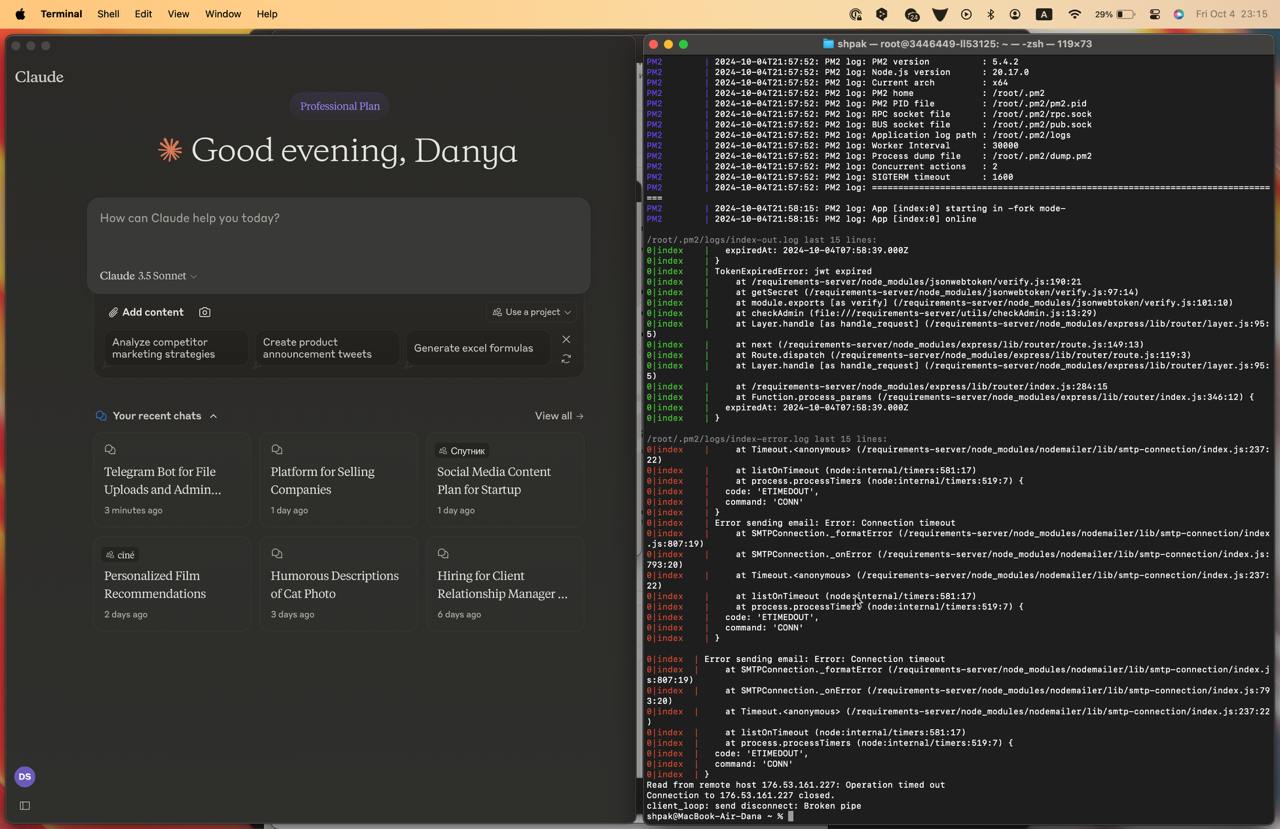 Terminal Shell Edit View Window Help
24 A 29% Fri Oct 4 23:15
Claude
Professional Plan
Good evening, Danya
How can Claude help you today?
Claude 3.5 Sonnet
Add content
Use a project
Analyze competitor
marketing strategies
Create product
announcement tweets
Generate excel formulas
Your recent chats
View all →
Telegram Bot for File
Uploads and Admin...
3 minutes ago
Platform for Selling
Companies
1 day ago
Спутник
Social Media Content
Plan for Startup
1 day ago
ciné
Personalized Film
Recommendations
2 days ago
Humorous Descriptions
of Cat Photo
3 days ago
Hiring for Client
Relationship Manager ...
6 days ago
DS
shpak — root@3446449-ll53125: ~ — -zsh — 119×73
PM2 | 2024-10-04T21:57:52: PM2 log: PM2 version : 5.4.2
PM2 | 2024-10-04T21:57:52: PM2 log: Node.js version : 20.17.0
PM2 | 2024-10-04T21:57:52: PM2 log: Current arch : x64
PM2 | 2024-10-04T21:57:52: PM2 log: PM2 home : /root/.pm2
PM2 | 2024-10-04T21:57:52: PM2 log: PM2 PID file : /root/.pm2/pm2.pid
PM2 | 2024-10-04T21:57:52: PM2 log: RPC socket file : /root/.pm2/rpc.sock
PM2 | 2024-10-04T21:57:52: PM2 log: BUS socket file : /root/.pm2/pub.sock
PM2 | 2024-10-04T21:57:52: PM2 log: Application log path : /root/.pm2/logs
PM2 | 2024-10-04T21:57:52: PM2 log: Worker Interval : 30000
PM2 | 2024-10-04T21:57:52: PM2 log: Process dump file : /root/.pm2/dump.pm2
PM2 | 2024-10-04T21:57:52: PM2 log: Concurrent actions : 2
PM2 | 2024-10-04T21:57:52: PM2 log: SIGTERM timeout : 1600
PM2 | 2024-10-04T21:57:52: PM2 log: ============================================================================
===
PM2 | 2024-10-04T21:58:15: PM2 log: App [index:0] starting in -fork mode-
PM2 | 2024-10-04T21:58:15: PM2 log: App [index:0] online
/root/.pm2/logs/index-out.log last 15 lines:
0|index | expiredAt: 2024-10-04T07:58:39.000Z
0|index | }
0|index | TokenExpiredError: jwt expired
0|index | at /requirements-server/node_modules/jsonwebtoken/verify.js:190:21
0|index | at getSecret (/requirements-server/node_modules/jsonwebtoken/verify.js:97:14)
0|index | at module.exports [as verify] (/requirements-server/node_modules/jsonwebtoken/verify.js:101:10)
0|index | at checkAdmin (file:///requirements-server/utils/checkAdmin.js:13:29)
0|index | at Layer.handle [as handle_request] (/requirements-server/node_modules/express/lib/router/layer.js:95:
5)
0|index | at next (/requirements-server/node_modules/express/lib/router/route.js:149:13)
0|index | at Route.dispatch (/requirements-server/node_modules/express/lib/router/route.js:119:3)
0|index | at Layer.handle [as handle_request] (/requirements-server/node_modules/express/lib/router/layer.js:95:
5)
0|index | at /requirements-server/node_modules/express/lib/router/index.js:284:15
0|index | at Function.process_params (/requirements-server/node_modules/express/lib/router/index.js:346:12) {
0|index | expiredAt: 2024-10-04T07:58:39.000Z
0|index | }
/root/.pm2/logs/index-error.log last 15 lines:
0|index | at Timeout.<anonymous> (/requirements-server/node_modules/nodemailer/lib/smtp-connection/index.js:237:
22)
0|index | at listOnTimeout (node:internal/timers:581:17)
0|index | at process.processTimers (node:internal/timers:519:7) {
0|index | code: 'ETIMEDOUT',
0|index | command: 'CONN'
0|index | }
0|index | Error sending email: Error: Connection timeout
0|index | at SMTPConnection._formatError (/requirements-server/node_modules/nodemailer/lib/smtp-connection/index
.js:807:19)
0|index | at SMTPConnection._onError (/requirements-server/node_modules/nodemailer/lib/smtp-connection/index.js:
793:20)
0|index | at Timeout.<anonymous> (/requirements-server/node_modules/nodemailer/lib/smtp-connection/index.js:237:
22)
0|index | at listOnTimeout (node:internal/timers:581:17)
0|index | at process.processTimers (node:internal/timers:519:7) {
0|index | code: 'ETIMEDOUT',
0|index | command: 'CONN'
0|index | }
0|index | Error sending email: Error: Connection timeout
0|index | at SMTPConnection._formatError (/requirements-server/node_modules/nodemailer/lib/smtp-connection/index.j
s:807:19)
0|index | at SMTPConnection._onError (/requirements-server/node_modules/nodemailer/lib/smtp-connection/index.js:79
3:20)
0|index | at Timeout.<anonymous> (/requirements-server/node_modules/nodemailer/lib/smtp-connection/index.js:237:22
)
0|index | at listOnTimeout (node:internal/timers:581:17)
0|index | at process.processTimers (node:internal/timers:519:7) {
0|index | code: 'ETIMEDOUT',
0|index | command: 'CONN'
0|index | }
Read from remote host 176.53.161.227: Operation timed out
Connection to 176.53.161.227 closed.
client_loop: send disconnect: Broken pipe
shpak@MacBook-Air-Dana ~ %